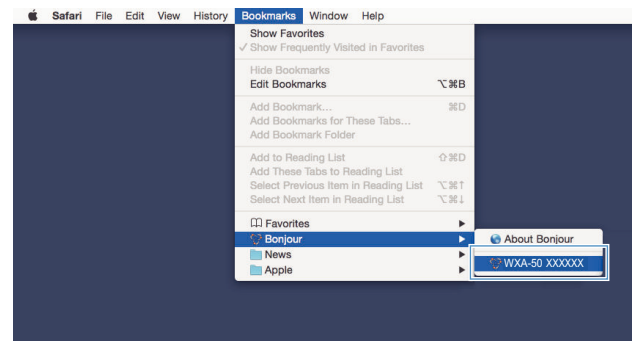 Safari File Edit View History Bookmarks Window Help
Show Favorites
✓ Show Frequently Visited in Favorites
Hide Bookmarks
Edit Bookmarks ⌥⌘B
Add Bookmark... ⌘D
Add Bookmarks for These Tabs...
Add Bookmark Folder
Add to Reading List ⇧⌘D
Add These Tabs to Reading List
Select Previous Item in Reading List ⌥⌘↑
Select Next Item in Reading List ⌥⌘↓
Favorites ▶
Bonjour ▶
About Bonjour
News ▶
WXA-50 XXXXXX
Apple ▶